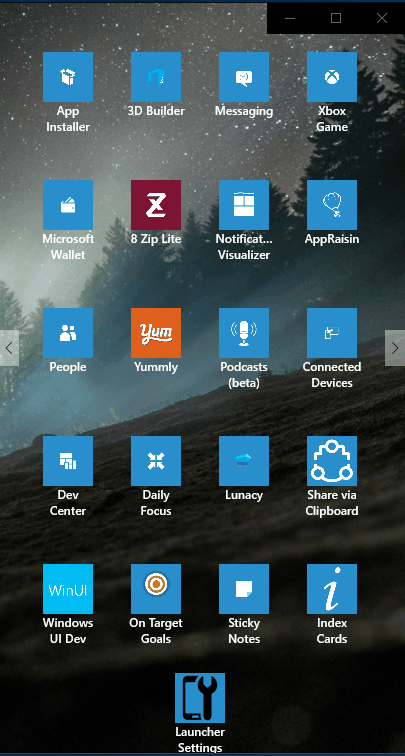 App
Installer
3D Builder
Messaging
Xbox
Game
Microsoft
Wallet
8 Zip Lite
Notificat...
Visualizer
AppRaisin
People
Yum
Yummly
Podcasts
(beta)
Connected
Devices
Dev
Center
Daily
Focus
Lunacy
Share via
Clipboard
WinUI
Windows
UI Dev
On Target
Goals
Sticky
Notes
i
Index
Cards
Launcher
Settings